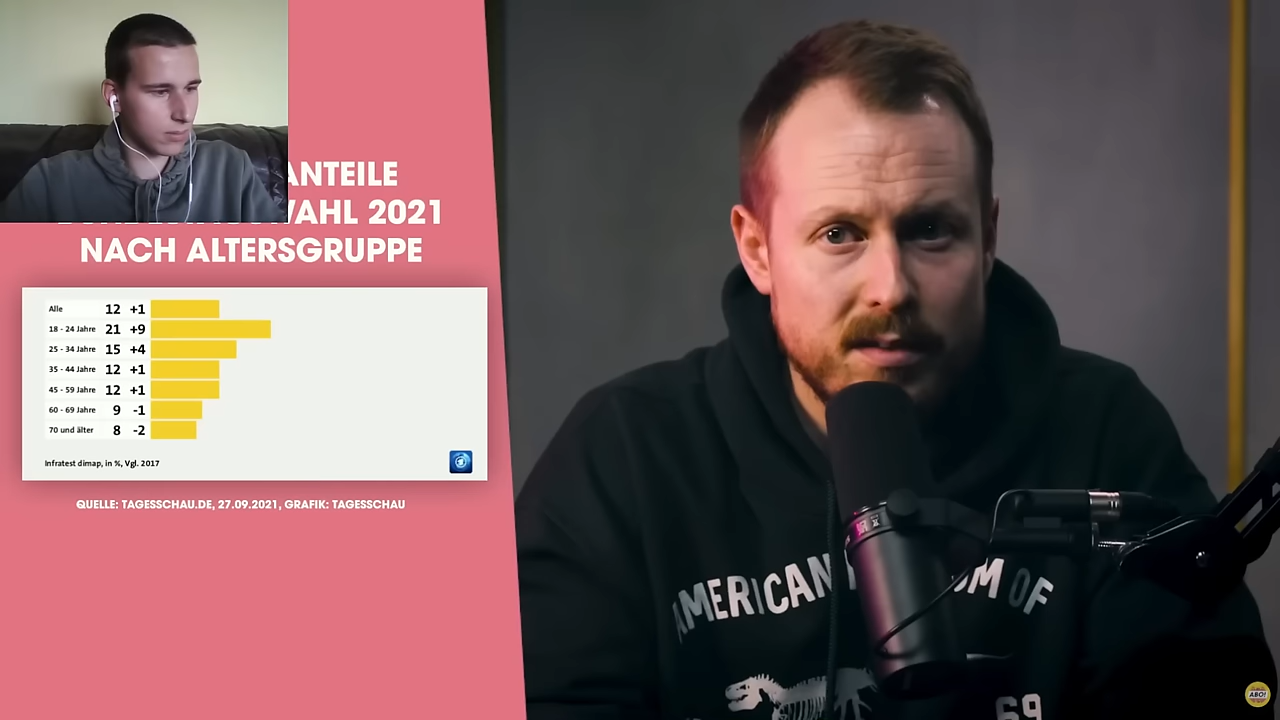 ANTEILE
WAHL 2021
NACH ALTERSGRUPPE
Alle 12 +1
18 - 24 Jahre 21 +9
25 - 34 Jahre 15 +4
35 - 44 Jahre 12 +1
45 - 59 Jahre 12 +1
60 - 69 Jahre 9 -1
70 und älter 8 -2
Infratest dimap, in %, Vgl. 2017
QUELLE: TAGESSCHAU.DE, 27.09.2021, GRAFIK: TAGESSCHAU
AMERICAN OF
69
ABO!